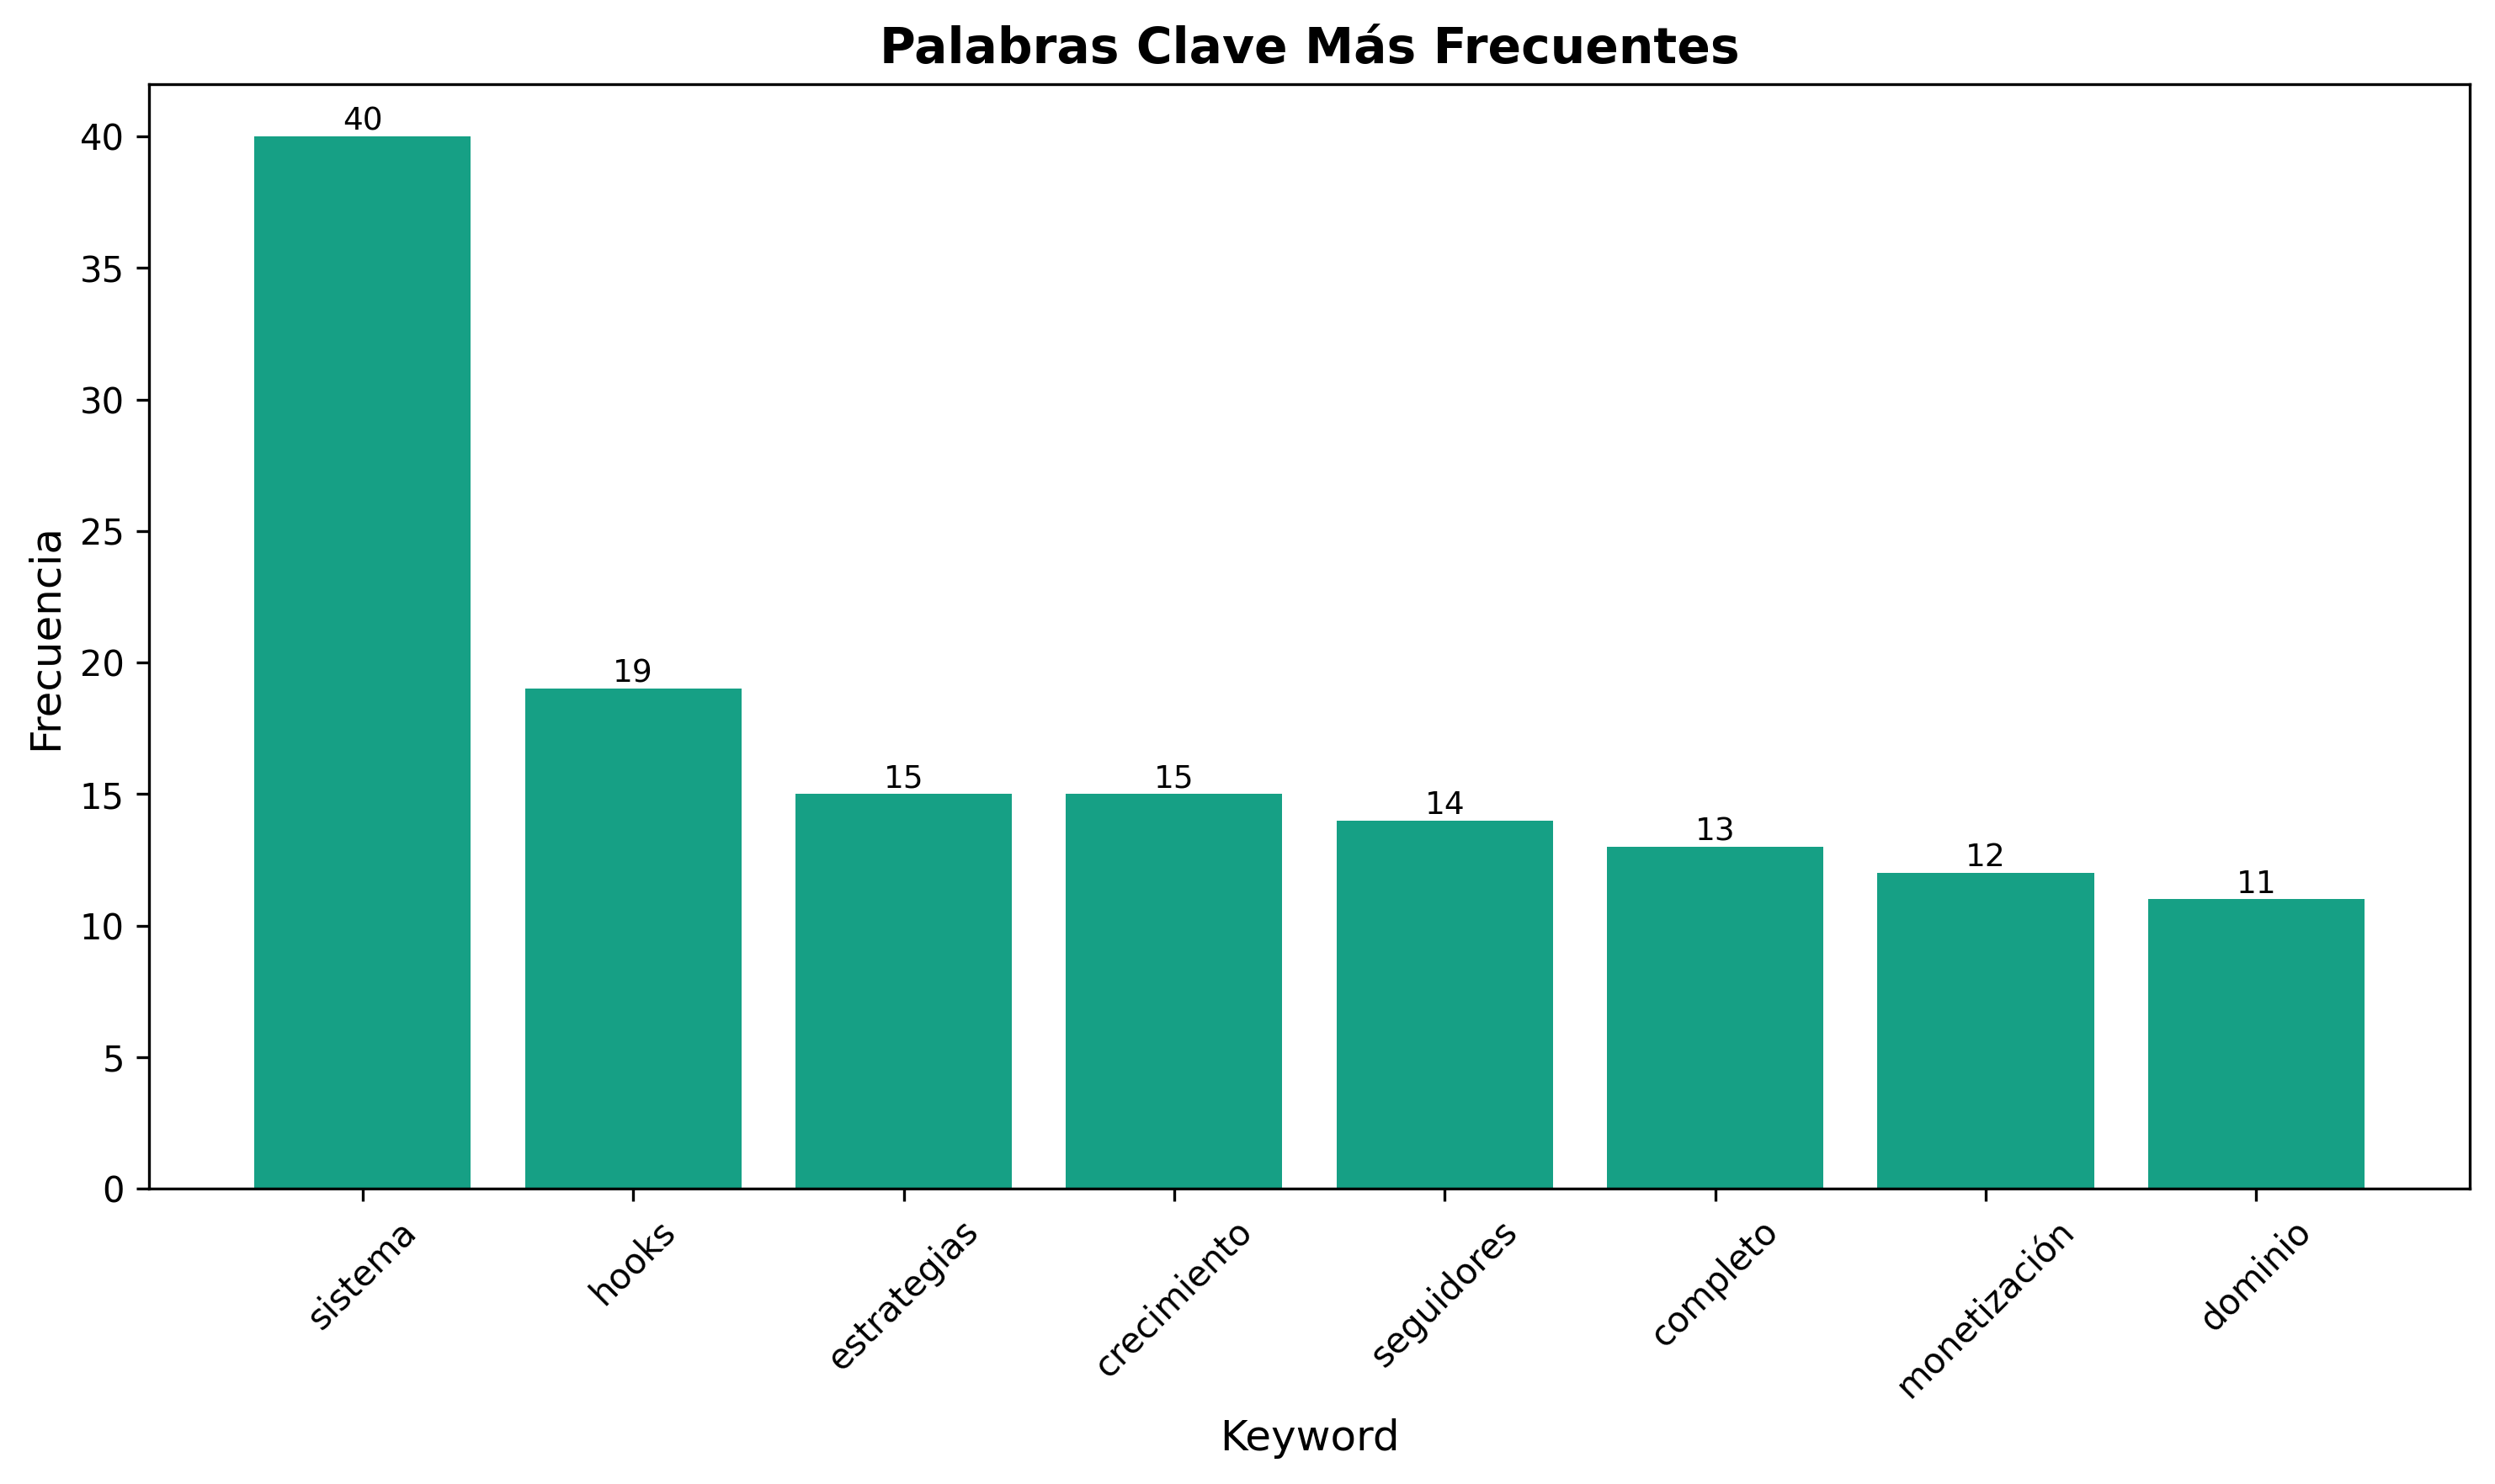 Palabras Clave Más Frecuentes
Frecuencia
40
35
30
25
20
15
10
5
0
40
19
15
15
14
13
12
11
sistema
hooks
estrategias
crecimiento
seguidores
completo
monetización
dominio
Keyword